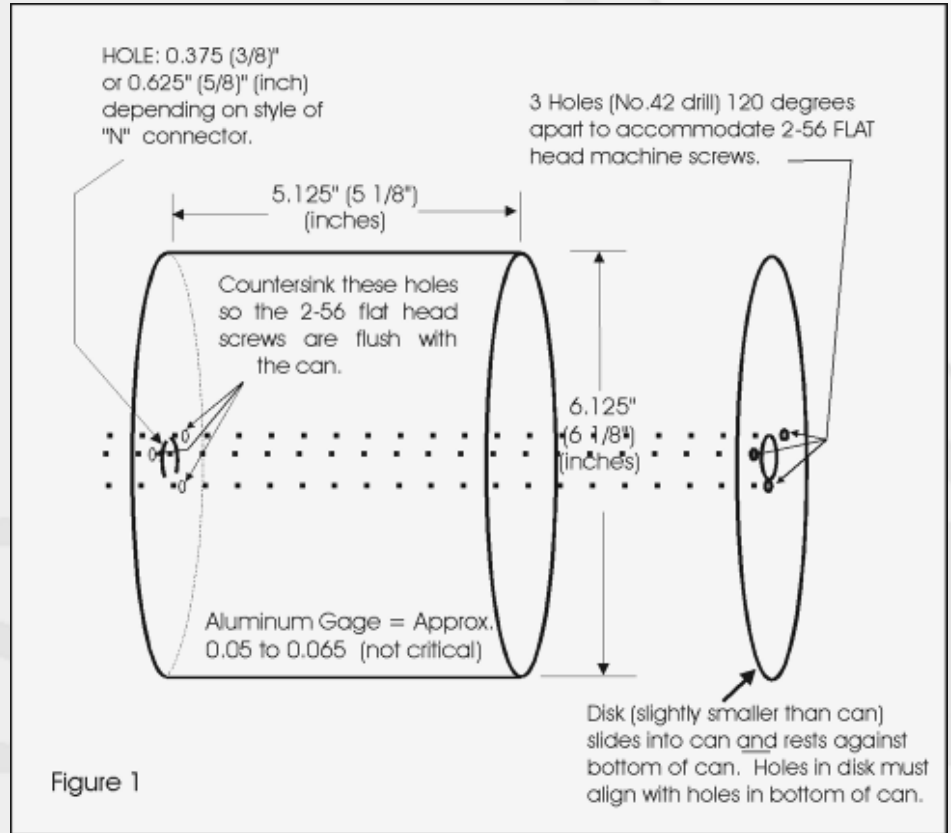 HOLE: 0.375 (3/8)"
or 0.625" (5/8)" (inch)
depending on style of
"N" connector.
3 Holes (No.42 drill) 120 degrees
apart to accommodate 2-56 FLAT
head machine screws.
5.125" (5 1/8")
(inches)
Countersink these holes
so the 2-56 flat head
screws are flush with
the can.
6.125"
(6 1/8")
(inches)
Aluminum Gage = Approx.
0.05 to 0.065 (not critical)
Disk (slightly smaller than can)
slides into can and rests against
bottom of can. Holes in disk must
align with holes in bottom of can.
Figure 1